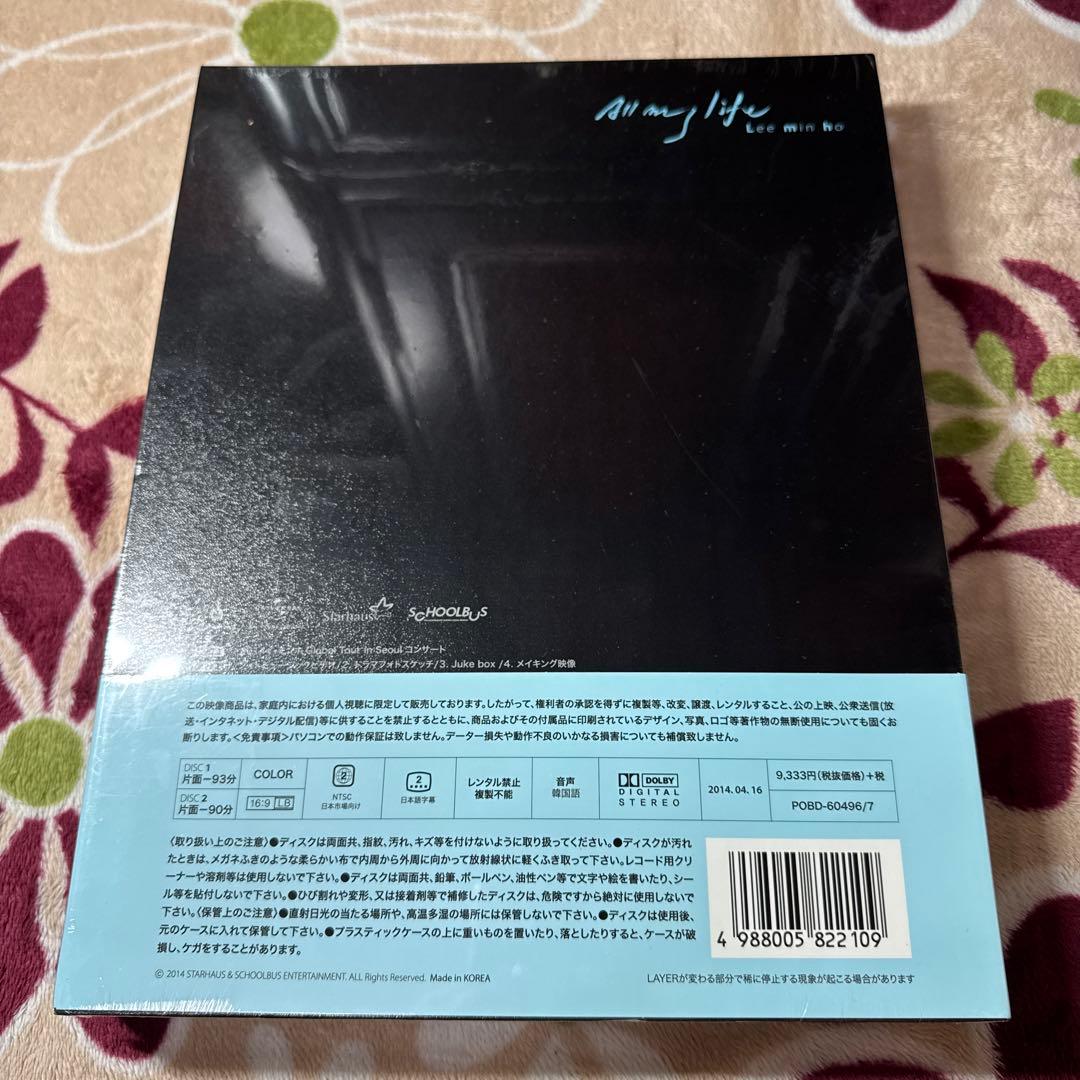 All my life
Lee min ho
Starhaus
SCHOOLBUS
Global Tour in Seoul コンサート
2. ドラマフォトスケッチ/3. Juke box /4. メイキング映像
この映像商品は、家庭内における個人視聴に限定して販売しております。したがって、権利者の承認を得ずに複製等、改変、譲渡、レンタルすること、公の上映、公衆送信(放
送・インタネット・デジタル配信)等に供することを禁止するとともに、商品およびその付属品に印刷されているデザイン、写真、ロゴ等著作物の無断使用についても固くお
断りします。<免責事項>パソコンでの動作保証は致しません。データー損失や動作不良のいかなる損害についても補償致しません。
DISC 1
片面–93分
DISC 2
片面–90分
COLOR
16:9 LB
2
NTSC
日本市場向け
2
日本語字幕
レンタル禁止
複製不能
音声
韓国語
DOLBY
DIGITAL
STEREO
2014. 04. 16
9,333円(税抜価格)+税
POBD-60496/7
〈取り扱い上のご注意〉●ディスクは両面共、指紋、汚れ、キズ等を付けないように取り扱ってください。●ディスクが汚れ
たときは、メガネふきのような柔らかい布で内周から外周に向かって放射線状に軽くふき取って下さい。レコード用クリ
ーナーや溶剤等は使用しないで下さい。●ディスクは両面共、鉛筆、ボールペン、油性ペン等で文字や絵を書いたり、シー
ル等を貼付しないで下さい。●ひび割れや変形、又は接着剤等で補修したディスクは、危険ですから絶対に使用しないで
下さい。〈保管上のご注意〉●直射日光の当たる場所や、高温多湿の場所には保管しないで下さい。●ディスクは使用後、
元のケースに入れて保管して下さい。●プラスティックケースの上に重いものを置いたり、落としたりすると、ケースが破
損し、ケガをすることがあります。
4 988005 822109
© 2014 STARHAUS & SCHOOLBUS ENTERTAINMENT. ALL Rights Reserved. Made in KOREA
LAYERが変わる部分で稀に停止する現象が起こる場合があります